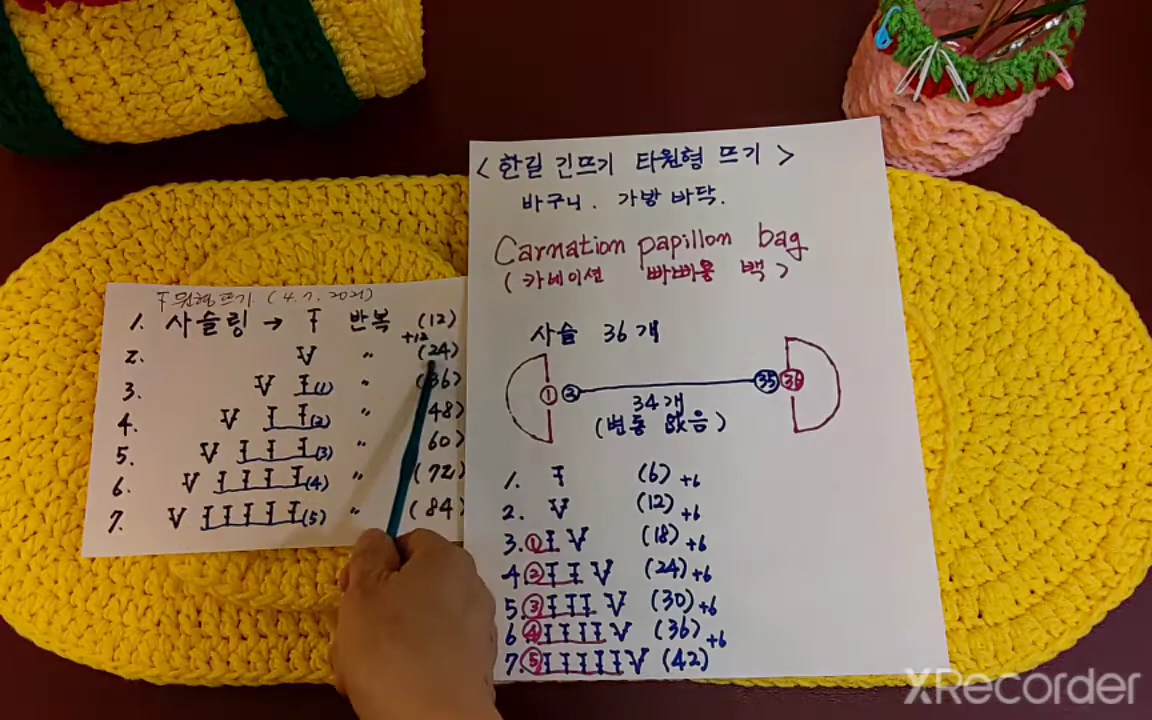 원형뜨기 (4. 7. 2021)
1. 사슬링 → T 반복 (12)
+12
2. V 〃 (24)
3. V T(1) 〃 (36)
4. V T T(2) 〃 (48)
5. V T T T(3) 〃 (60)
6. V T T T T(4) 〃 (72)
7. V T T T T T(5) 〃 (84)
< 한길 긴뜨기 타원형 뜨기 >
바구니. 가방 바닥.
Carnation papillon bag
(카베이션 빠삐용 백)
사슬 36개
① ② ㉟ ㊱
34개
(변동 없음)
1. T (6) +6
2. V (12) +6
3. ① T V (18) +6
4 ② T T V (24) +6
5 ③ T T T V (30) +6
6 ④ T T T T V (36) +6
7. ⑤ T T T T T V (42)
XRecorder